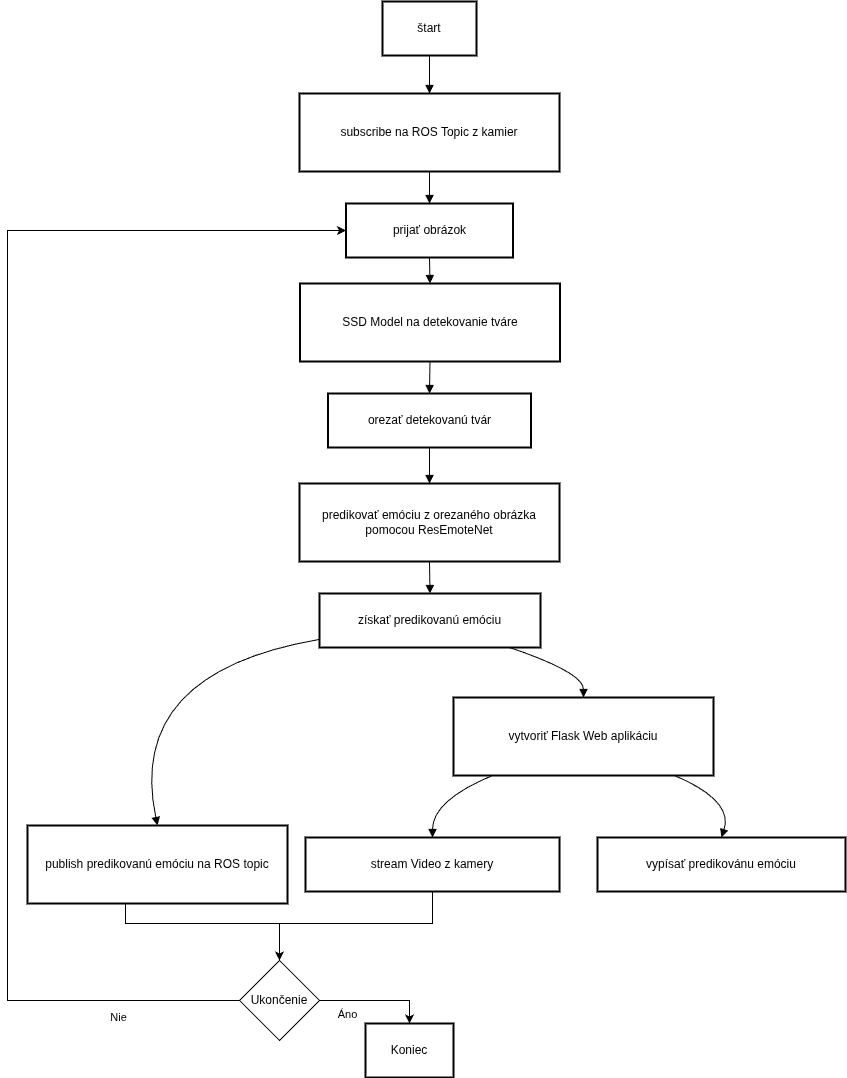 štart
subscribe na ROS Topic z kamier
prijať obrázok
SSD Model na detekovanie tváre
orezať detekovanú tvár
predikovať emóciu z orezaného obrázka
pomocou ResEmoteNet
získať predikovanú emóciu
vytvoriť Flask Web aplikáciu
publish predikovanú emóciu na ROS topic
stream Video z kamery
vypísať predikovánu emóciu
Ukončenie
Nie
Áno
Koniec